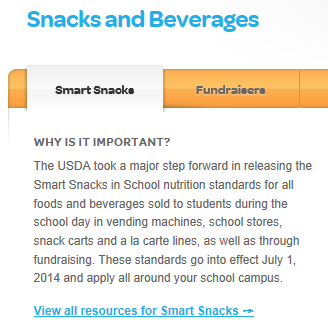 Snacks and Beverages
Smart Snacks
Fundraisers
WHY IS IT IMPORTANT?
The USDA took a major step forward in releasing the
Smart Snacks in School nutrition standards for all
foods and beverages sold to students during the
school day in vending machines, school stores,
snack carts and a la carte lines, as well as through
fundraising. These standards go into effect July 1,
2014 and apply all around your school campus.
View all resources for Smart Snacks